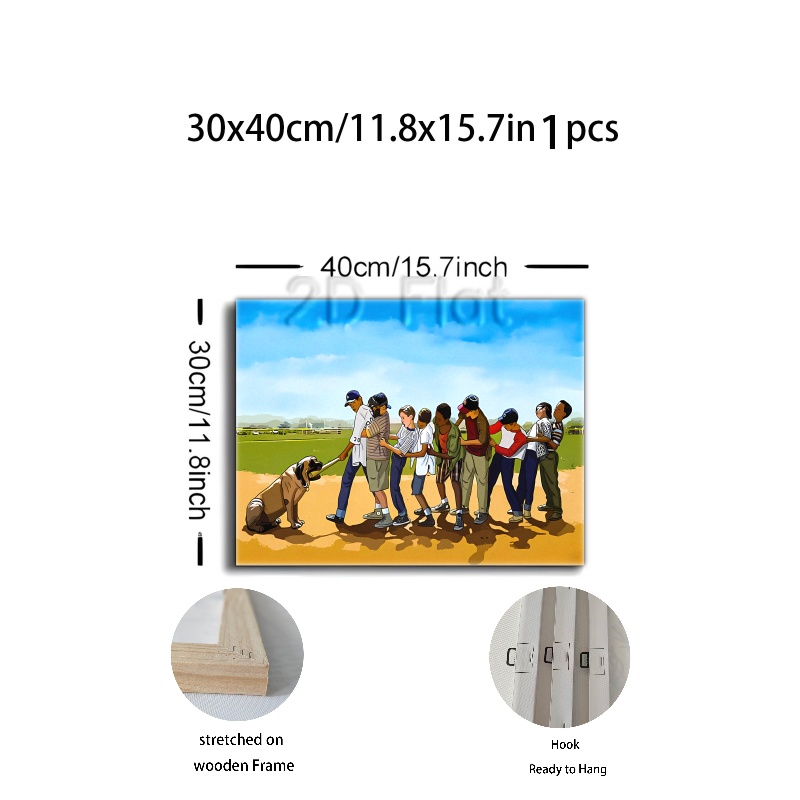 30x40cm/11.8x15.7in 1 pcs
40cm/15.7inch
2D Flat
30cm/11.8inch
stretched on
wooden Frame
Hook
Ready to Hang